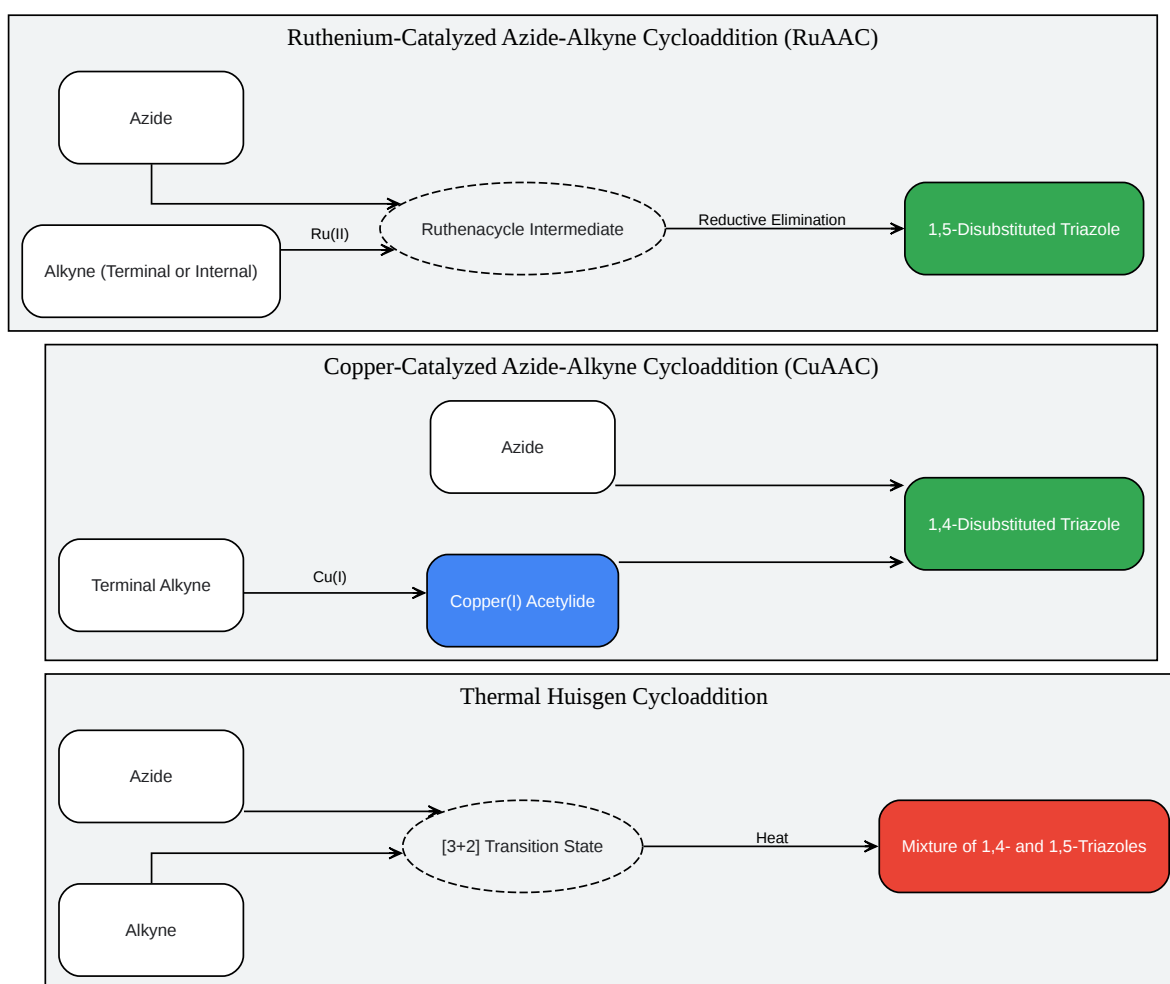 Ruthenium-Catalyzed Azide-Alkyne Cycloaddition (RuAAC)
Azide
Alkyne (Terminal or Internal)
Ru(II)
Ruthenacycle Intermediate
Reductive Elimination
1,5-Disubstituted Triazole
Copper-Catalyzed Azide-Alkyne Cycloaddition (CuAAC)
Azide
Terminal Alkyne
Cu(I)
Copper(I) Acetylide
1,4-Disubstituted Triazole
Thermal Huisgen Cycloaddition
Azide
Alkyne
[3+2] Transition State
Heat
Mixture of 1,4- and 1,5-Triazoles